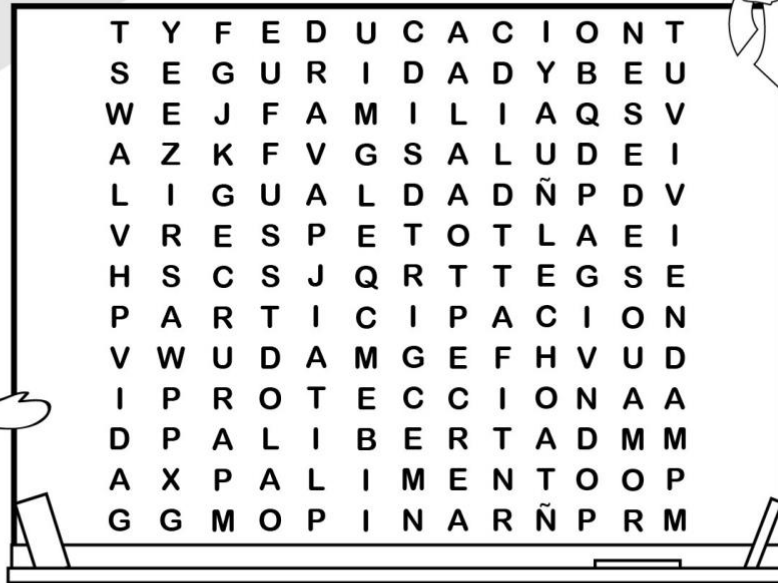 T Y F E D U C A C I O N T
S E G U R I D A D Y B E U
W E J F A M I L I A Q S V
A Z K F V G S A L U D E I
L I G U A L D A D Ñ P D V
V R E S P E T O T L A E I
H S C S J Q R T T E G S E
P A R T I C I P A C I O N
V W U D A M G E F H V U D
I P R O T E C C I O N A A
D P A L I B E R T A D M M
A X P A L I M E N T O O P
G G M O P I N A R Ñ P R M